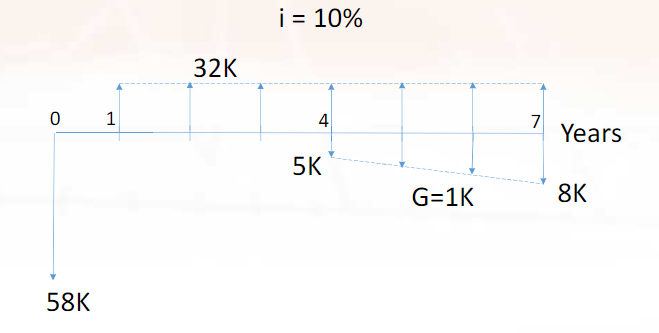 i = 10%
32K
0 1 4 7 Years
5K
G=1K 8K
58K